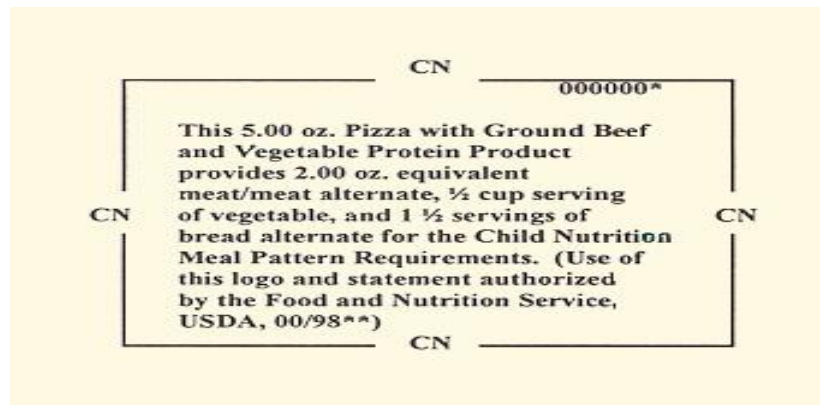 CN
000000*
This 5.00 oz. Pizza with Ground Beef
and Vegetable Protein Product
provides 2.00 oz. equivalent
meat/meat alternate, ½ cup serving
CN of vegetable, and 1 ½ servings of CN
bread alternate for the Child Nutrition
Meal Pattern Requirements. (Use of
this logo and statement authorized
by the Food and Nutrition Service,
USDA, 00/98**)
CN